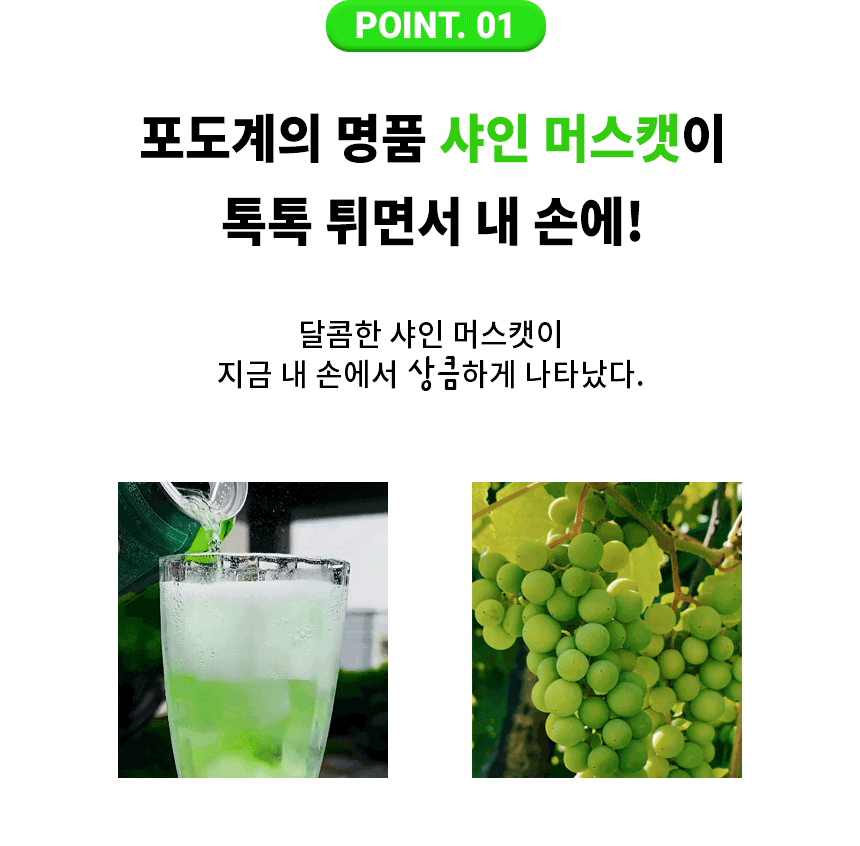 POINT. 01
포도계의 명품 샤인 머스캣이
톡톡 튀면서 내 손에!
달콤한 샤인 머스캣이
지금 내 손에서 상큼하게 나타났다.